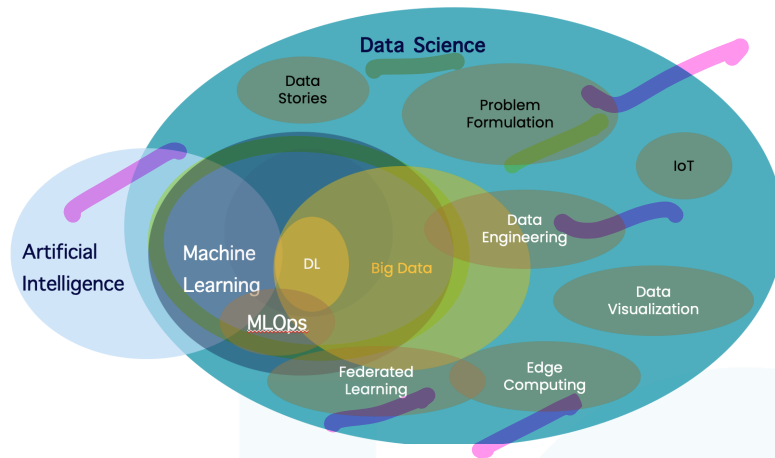 Data Science
Data
Stories
Problem
Formulation
IoT
Artificial
Intelligence
Machine
Learning
DL
Big Data
Data
Engineering
MLOps
Data
Visualization
Federated
Learning
Edge
Computing